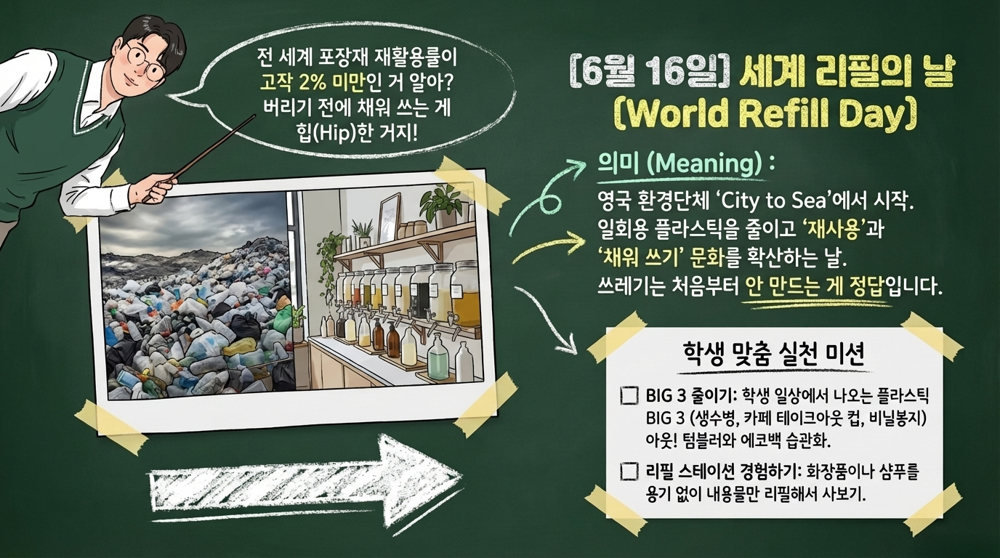 전 세계 포장재 재활용률이
고작 2% 미만인 거 알아?
버리기 전에 채워 쓰는 게
힙(Hip)한 거지!
[6월 16일] 세계 리필의 날
(World Refill Day)
의미 (Meaning) :
영국 환경단체 ‘City to Sea’에서 시작.
일회용 플라스틱을 줄이고 ‘재사용’과
‘채워 쓰기’ 문화를 확산하는 날.
쓰레기는 처음부터 안 만드는 게 정답입니다.
학생 맞춤 실천 미션
BIG 3 줄이기: 학생 일상에서 나오는 플라스틱
BIG 3 (생수병, 카페 테이크아웃 컵, 비닐봉지)
아웃! 텀블러와 에코백 습관화.
리필 스테이션 경험하기: 화장품이나 샴푸를
용기 없이 내용물만 리필해서 사보기.